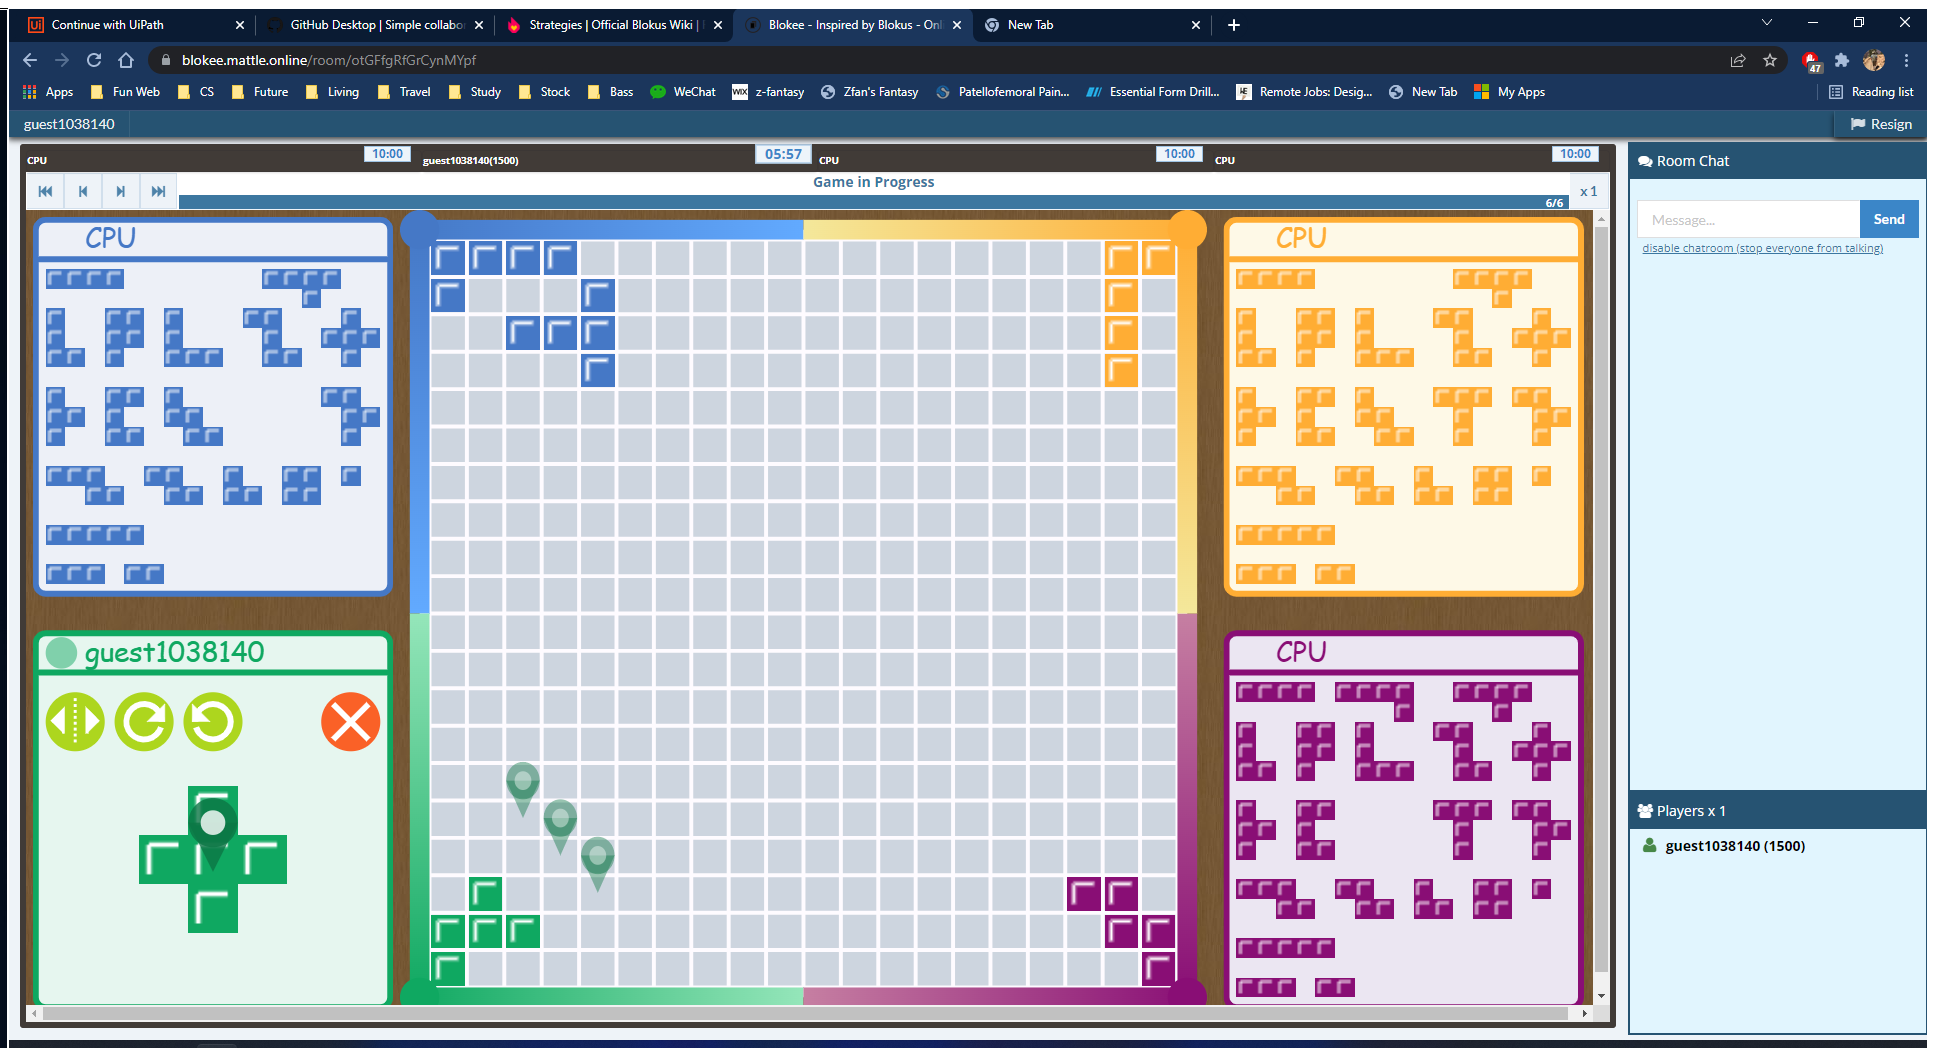 Continue with UiPath
GitHub Desktop | Simple collabo
Strategies | Official Blokus Wiki |
Blokee - Inspired by Blokus - Onl
New Tab
blokee.mattle.online/room/otGFfgRfGrCynMYpf
47
Apps
Fun Web
CS
Future
Living
Travel
Study
Stock
Bass
WeChat
WIX
z-fantasy
Zfan's Fantasy
Patellofemoral Pain...
Essential Form Drill...
Remote Jobs: Desig...
New Tab
My Apps
Reading list
guest1038140
Resign
CPU
10:00
guest1038140(1500)
05:57
CPU
10:00
CPU
10:00
Game in Progress
6/6
x 1
CPU
CPU
guest1038140
CPU
Room Chat
Message...
Send
disable chatroom (stop everyone from talking)
Players x 1
guest1038140 (1500)